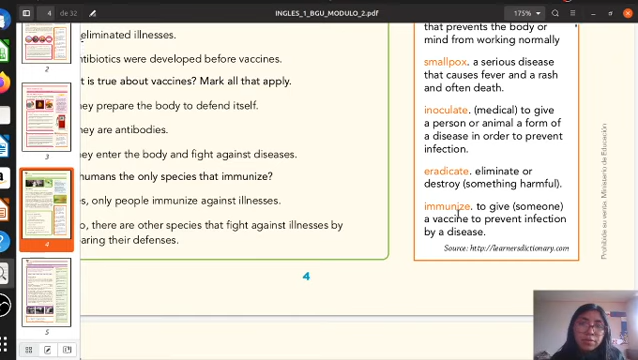 INGLES_1_BGU_MODULO_2.pdf
4 de 32
175%
eliminated illnesses.
ntibiotics were developed before vaccines.
t is true about vaccines? Mark all that apply.
hey prepare the body to defend itself.
hey are antibodies.
hey enter the body and fight against diseases.
humans the only species that immunize?
s, only people immunize against illnesses.
o, there are other species that fight against illnesses by
aring their defenses.
4
that prevents the body or
mind from working normally
smallpox. a serious disease
that causes fever and a rash
and often death.
inoculate. (medical) to give
a person or animal a form of
a disease in order to prevent
infection.
eradicate. eliminate or
destroy (something harmful).
immunize. to give (someone)
a vaccine to prevent infection
by a disease.
Source: http://learnersdictionary.com
Prohibida su venta. Ministerio de Educación
2
3
4
5